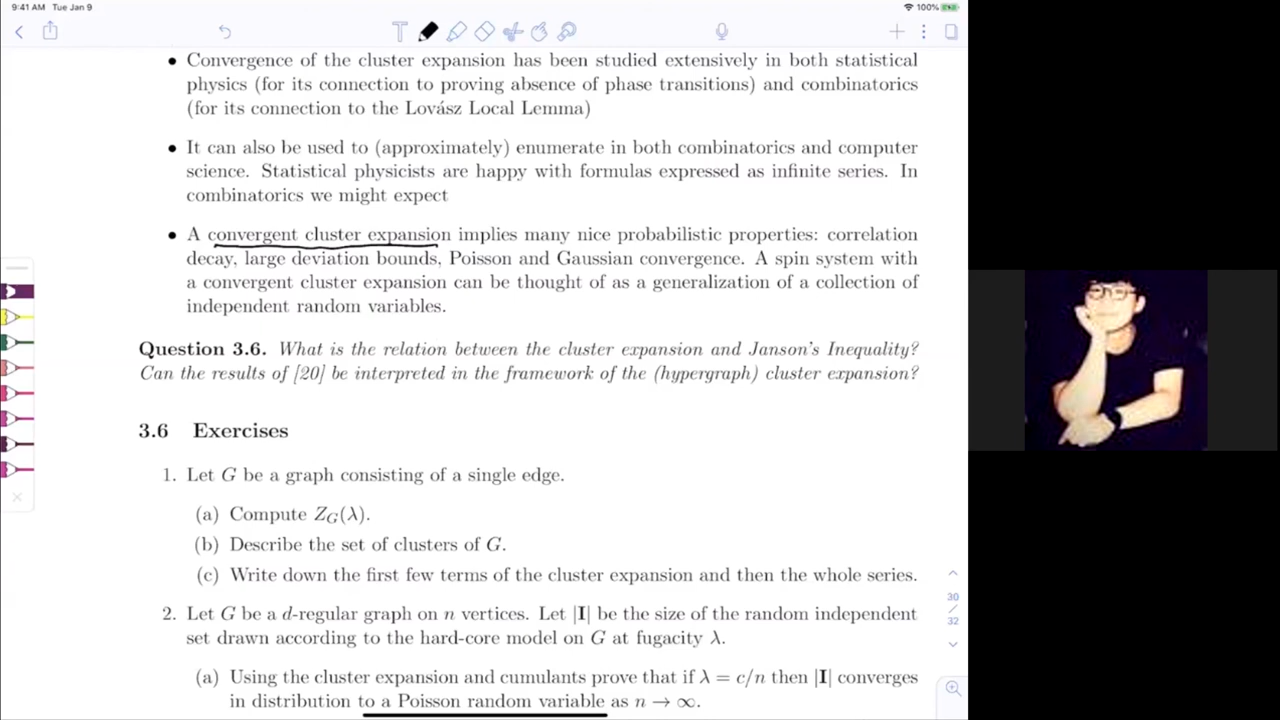 9:41 AM Tue Jan 9
100%
• Convergence of the cluster expansion has been studied extensively in both statistical
physics (for its connection to proving absence of phase transitions) and combinatorics
(for its connection to the Lovász Local Lemma)
• It can also be used to (approximately) enumerate in both combinatorics and computer
science. Statistical physicists are happy with formulas expressed as infinite series. In
combinatorics we might expect
• A convergent cluster expansion implies many nice probabilistic properties: correlation
decay, large deviation bounds, Poisson and Gaussian convergence. A spin system with
a convergent cluster expansion can be thought of as a generalization of a collection of
independent random variables.
Question 3.6. What is the relation between the cluster expansion and Janson's Inequality?
Can the results of [20] be interpreted in the framework of the (hypergraph) cluster expansion?
3.6 Exercises
1. Let G be a graph consisting of a single edge.
(a) Compute Z_G(λ).
(b) Describe the set of clusters of G.
(c) Write down the first few terms of the cluster expansion and then the whole series.
2. Let G be a d-regular graph on n vertices. Let |I| be the size of the random independent
set drawn according to the hard-core model on G at fugacity λ.
(a) Using the cluster expansion and cumulants prove that if λ = c/n then |I| converges
in distribution to a Poisson random variable as n → ∞.
30
/
32